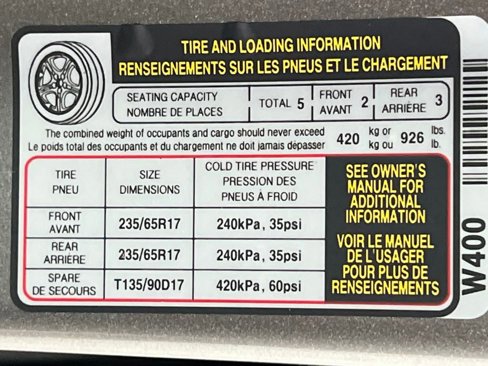 TIRE AND LOADING INFORMATION
RENSEIGNEMENTS SUR LES PNEUS ET LE CHARGEMENT
SEATING CAPACITY
NOMBRE DE PLACES
TOTAL 5
FRONT
AVANT 2
REAR
ARRIÈRE 3
The combined weight of occupants and cargo should never exceed
Le poids total des occupants et du chargement ne doit jamais dépasser
420 kg or
kg ou 926 lbs.
lb.
TIRE
PNEU
SIZE
DIMENSIONS
COLD TIRE PRESSURE
PRESSION DES
PNEUS À FROID
FRONT
AVANT
235/65R17
240kPa, 35psi
REAR
ARRIÈRE
235/65R17
240kPa, 35psi
SPARE
DE SECOURS
T135/90D17
420kPa, 60psi
SEE OWNER'S
MANUAL FOR
ADDITIONAL
INFORMATION
VOIR LE MANUEL
DE L'USAGER
POUR PLUS DE
RENSEIGNEMENTS
W400